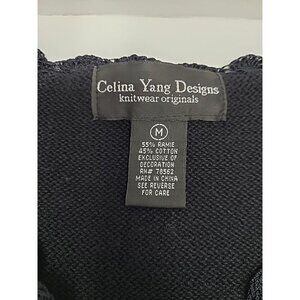 Celina Yang Designs
knitwear originals
M
55% RAMIE
45% COTTON
EXCLUSIVE OF
DECORATION
RN# 78562
MADE IN CHINA
SEE REVERSE
FOR CARE